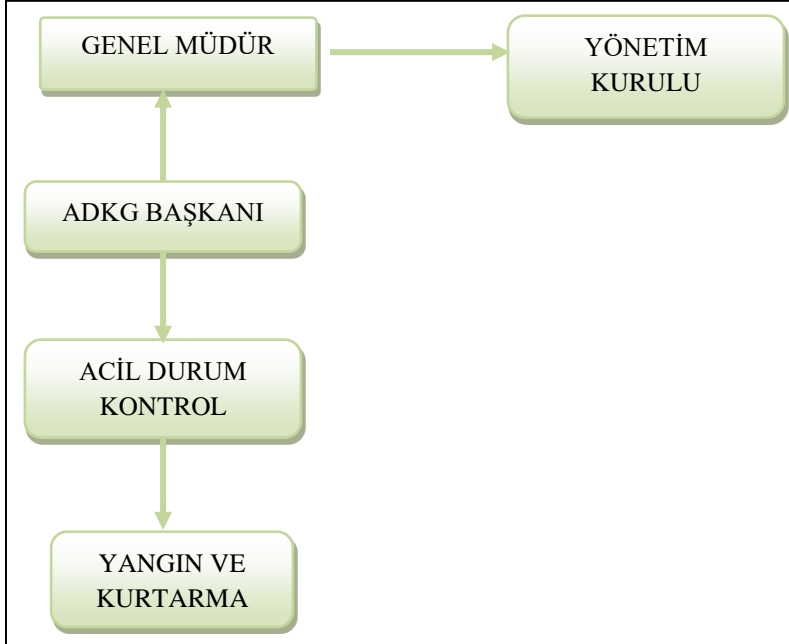 GENEL MÜDÜR
YÖNETİM
KURULU
ADKG BAŞKANI
ACİL DURUM
KONTROL
YANGIN VE
KURTARMA